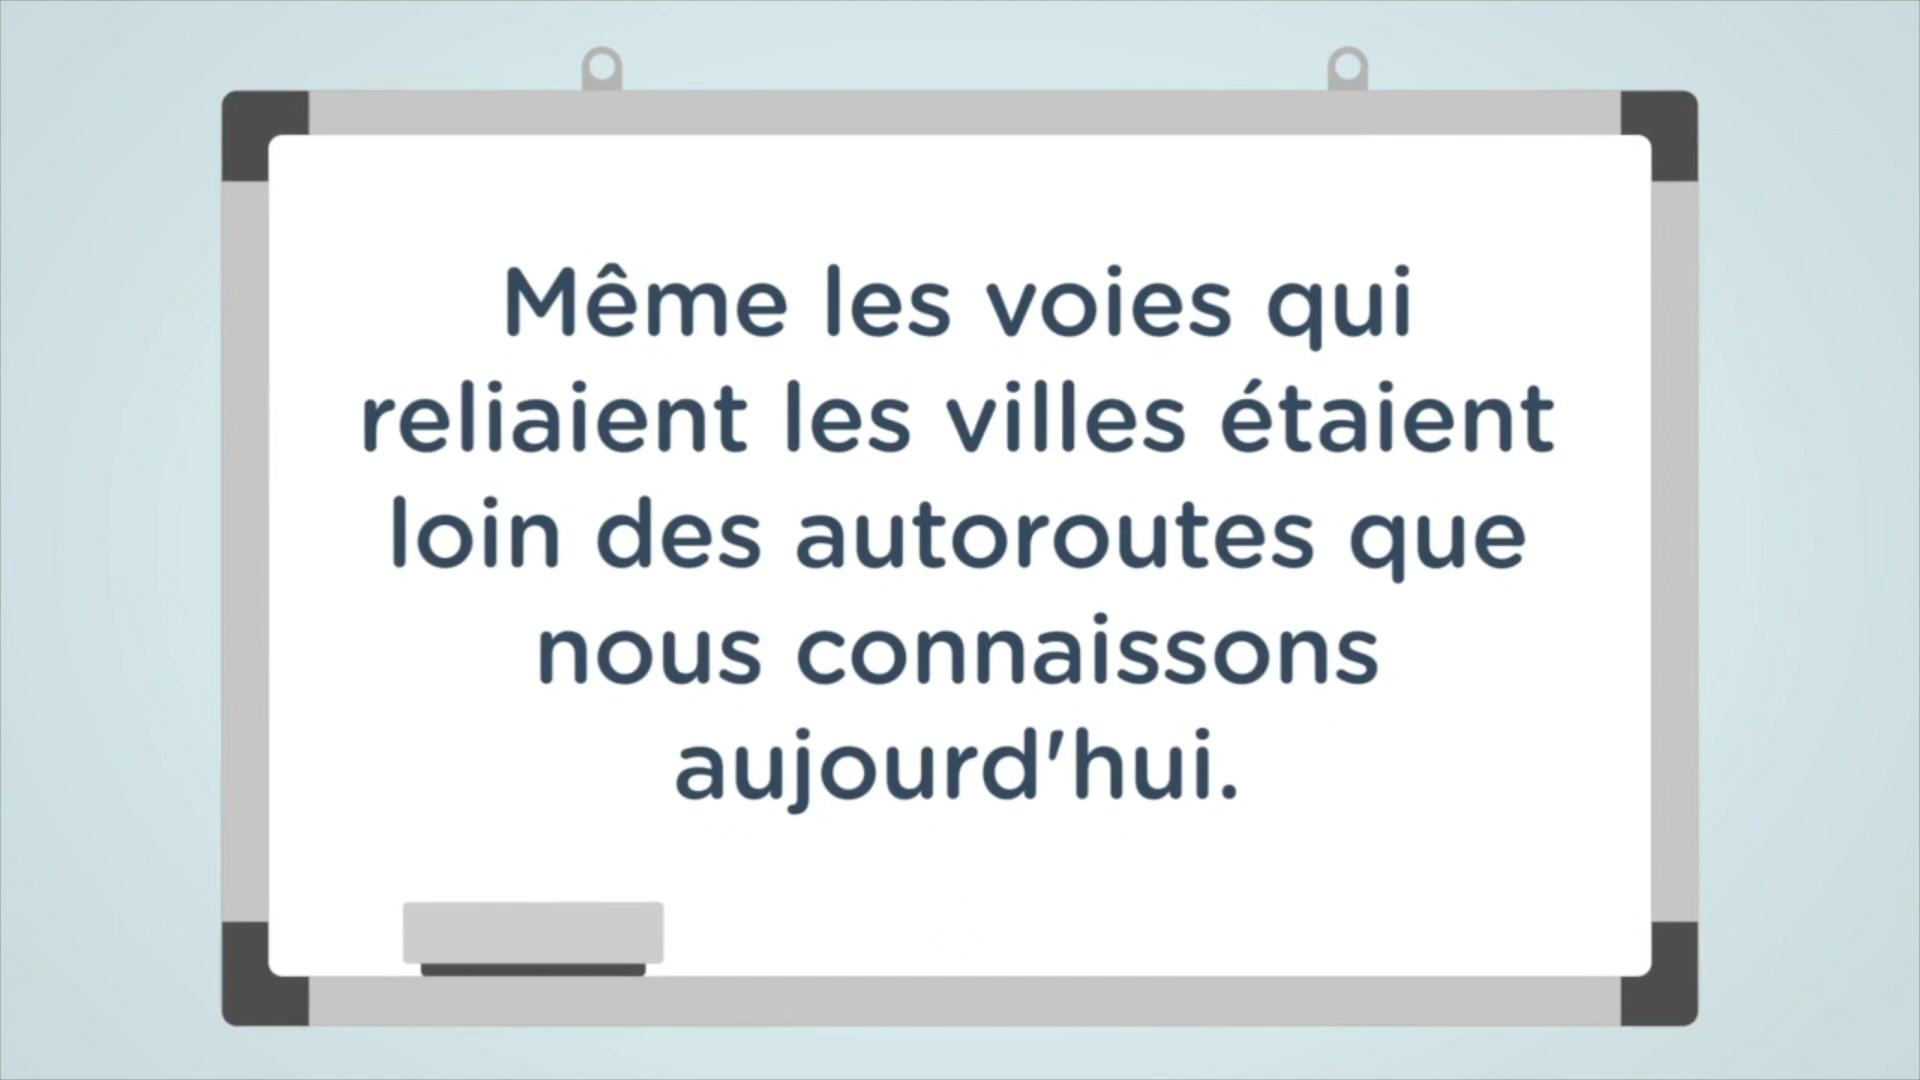 Même les voies qui
reliaient les villes étaient
loin des autoroutes que
nous connaissons
aujourd'hui.